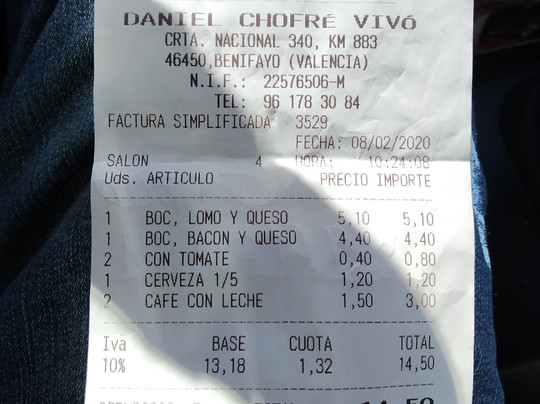 DANIEL CHOFRÉ VIVÓ
CRTA. NACIONAL 340, KM 883
46450,BENIFAYO (VALENCIA)
N.I.F.: 22576506-M
TEL: 96 178 30 84
FACTURA SIMPLIFICADA 3529
FECHA: 08/02/2020
SALON 4 HORA: 10:24:08
Uds. ARTICULO PRECIO IMPORTE
1 BOC, LOMO Y QUESO 5,10 5,10
1 BOC, BACON Y QUESO 4,40 4,40
2 CON TOMATE 0,40 0,80
1 CERVEZA 1/5 1,20 1,20
2 CAFE CON LECHE 1,50 3,00
Iva BASE CUOTA TOTAL
10% 13,18 1,32 14,50